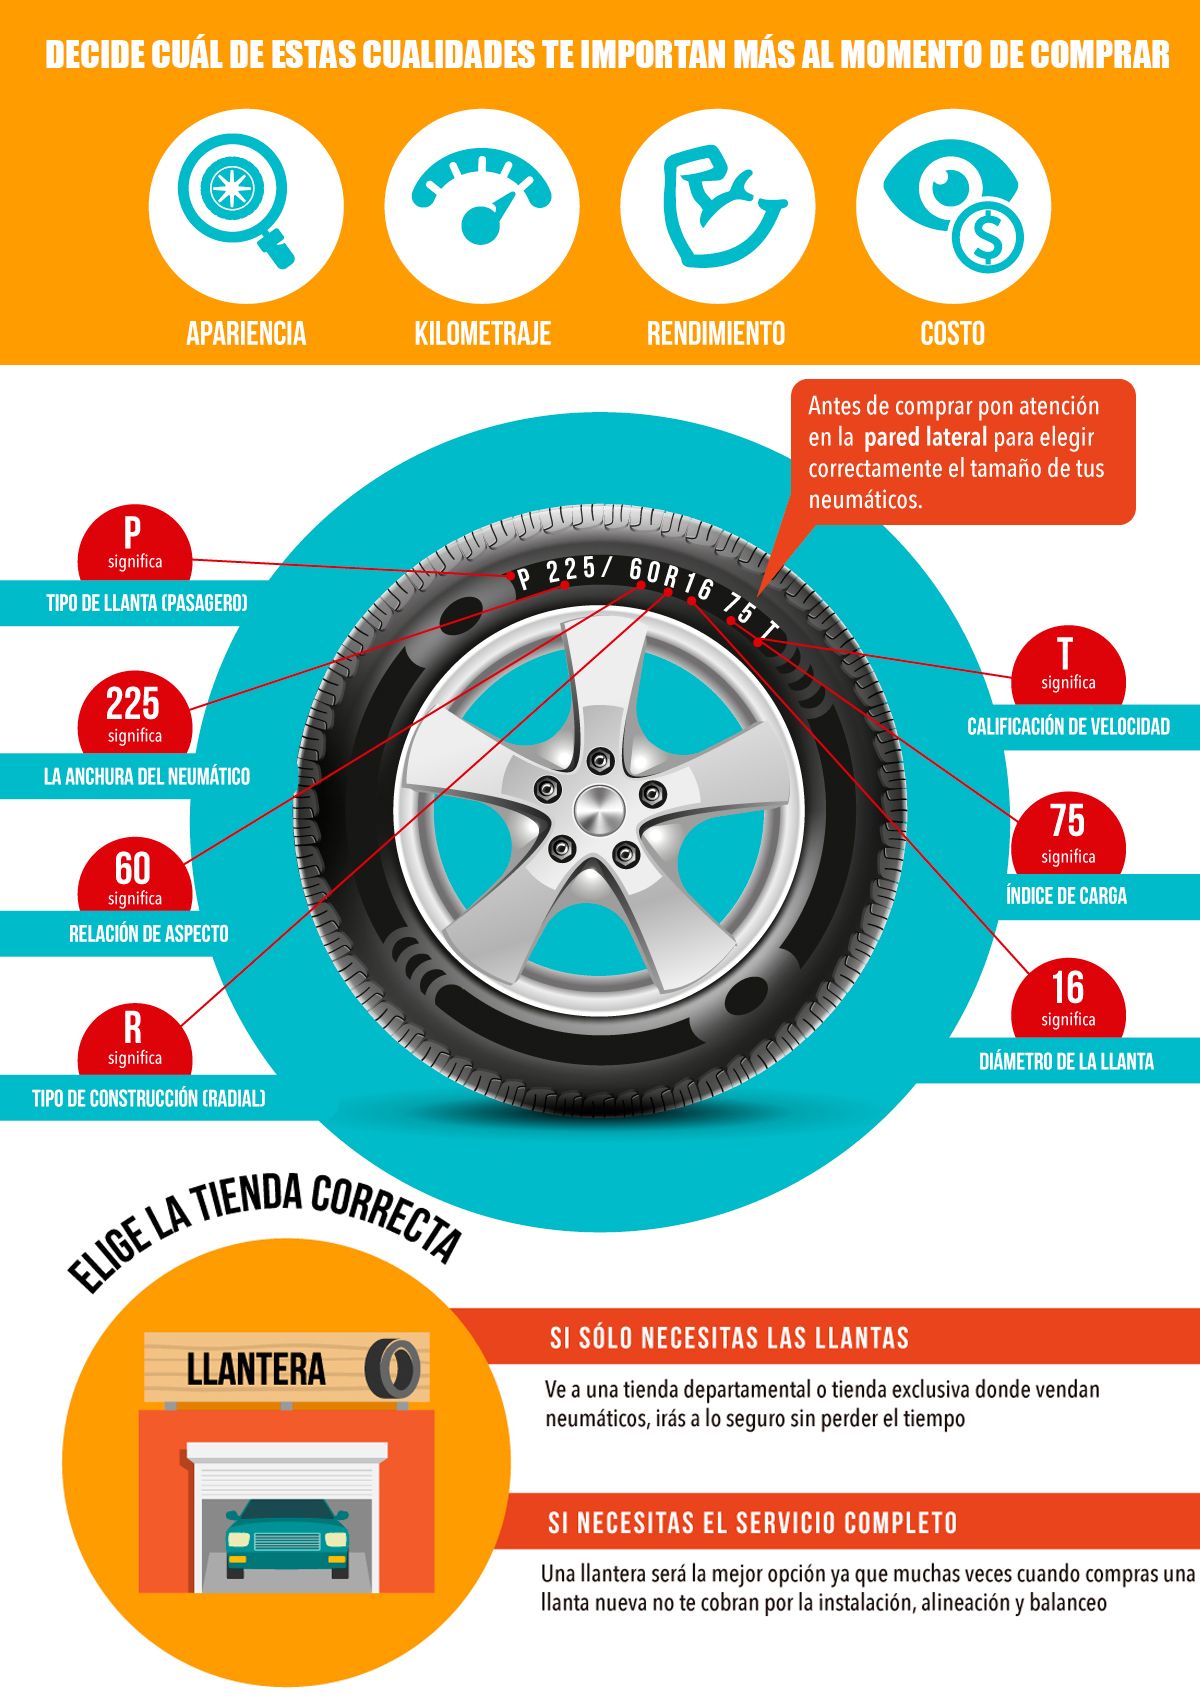 DECIDE CUÁL DE ESTAS CUALIDADES TE IMPORTAN MÁS AL MOMENTO DE COMPRAR
APARIENCIA
KILOMETRAJE
RENDIMIENTO
$
COSTO
Antes de comprar pon atención
en la pared lateral para elegir
correctamente el tamaño de tus
neumáticos.
P 225/ 60R16 75 T
P
significa
TIPO DE LLANTA (PASAGERO)
225
significa
LA ANCHURA DEL NEUMÁTICO
60
significa
RELACIÓN DE ASPECTO
R
significa
TIPO DE CONSTRUCCIÓN (RADIAL)
T
significa
CALIFICACIÓN DE VELOCIDAD
75
significa
ÍNDICE DE CARGA
16
significa
DIÁMETRO DE LA LLANTA
ELIGE LA TIENDA CORRECTA
LLANTERA
SI SÓLO NECESITAS LAS LLANTAS
Ve a una tienda departamental o tienda exclusiva donde vendan
neumáticos, irás a lo seguro sin perder el tiempo
SI NECESITAS EL SERVICIO COMPLETO
Una llantera será la mejor opción ya que muchas veces cuando compras una
llanta nueva no te cobran por la instalación, alineación y balanceo